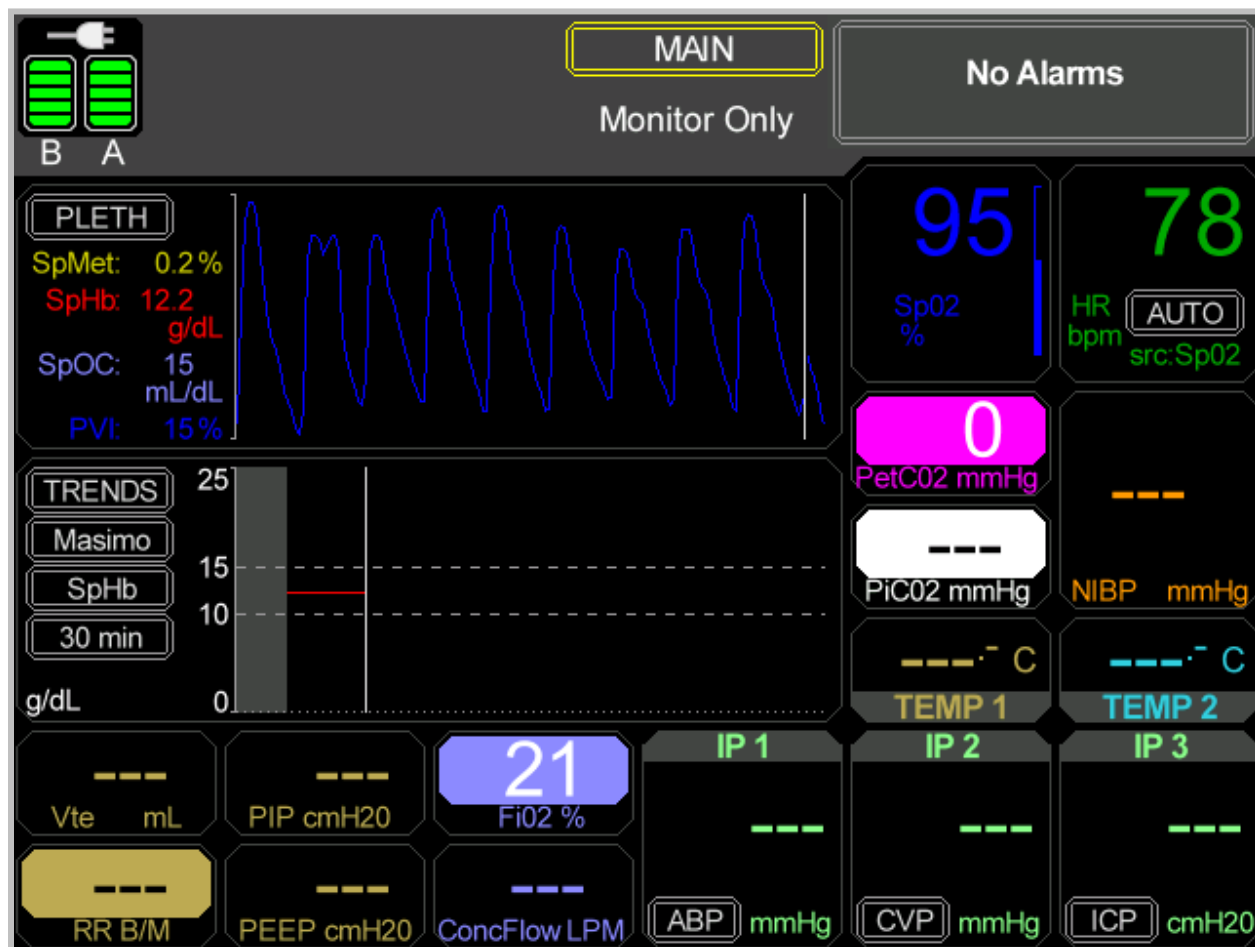 MAIN
No Alarms
Monitor Only
B A
PLETH
SpMet: 0.2 %
SpHb: 12.2
g/dL
SpOC: 15
mL/dL
PVI: 15 %
95
Sp02
%
78
HR
bpm
AUTO
src:Sp02
0
PetC02 mmHg
---
PiC02 mmHg
---
NIBP mmHg
TRENDS
Masimo
SpHb
30 min
g/dL
25
15
10
0
---.- C
TEMP 1
---.- C
TEMP 2
---
Vte mL
---
PIP cmH20
21
Fi02 %
IP 1
---
ABP mmHg
IP 2
---
CVP mmHg
IP 3
---
ICP cmH20
---
RR B/M
---
PEEP cmH20
---
ConcFlow LPM